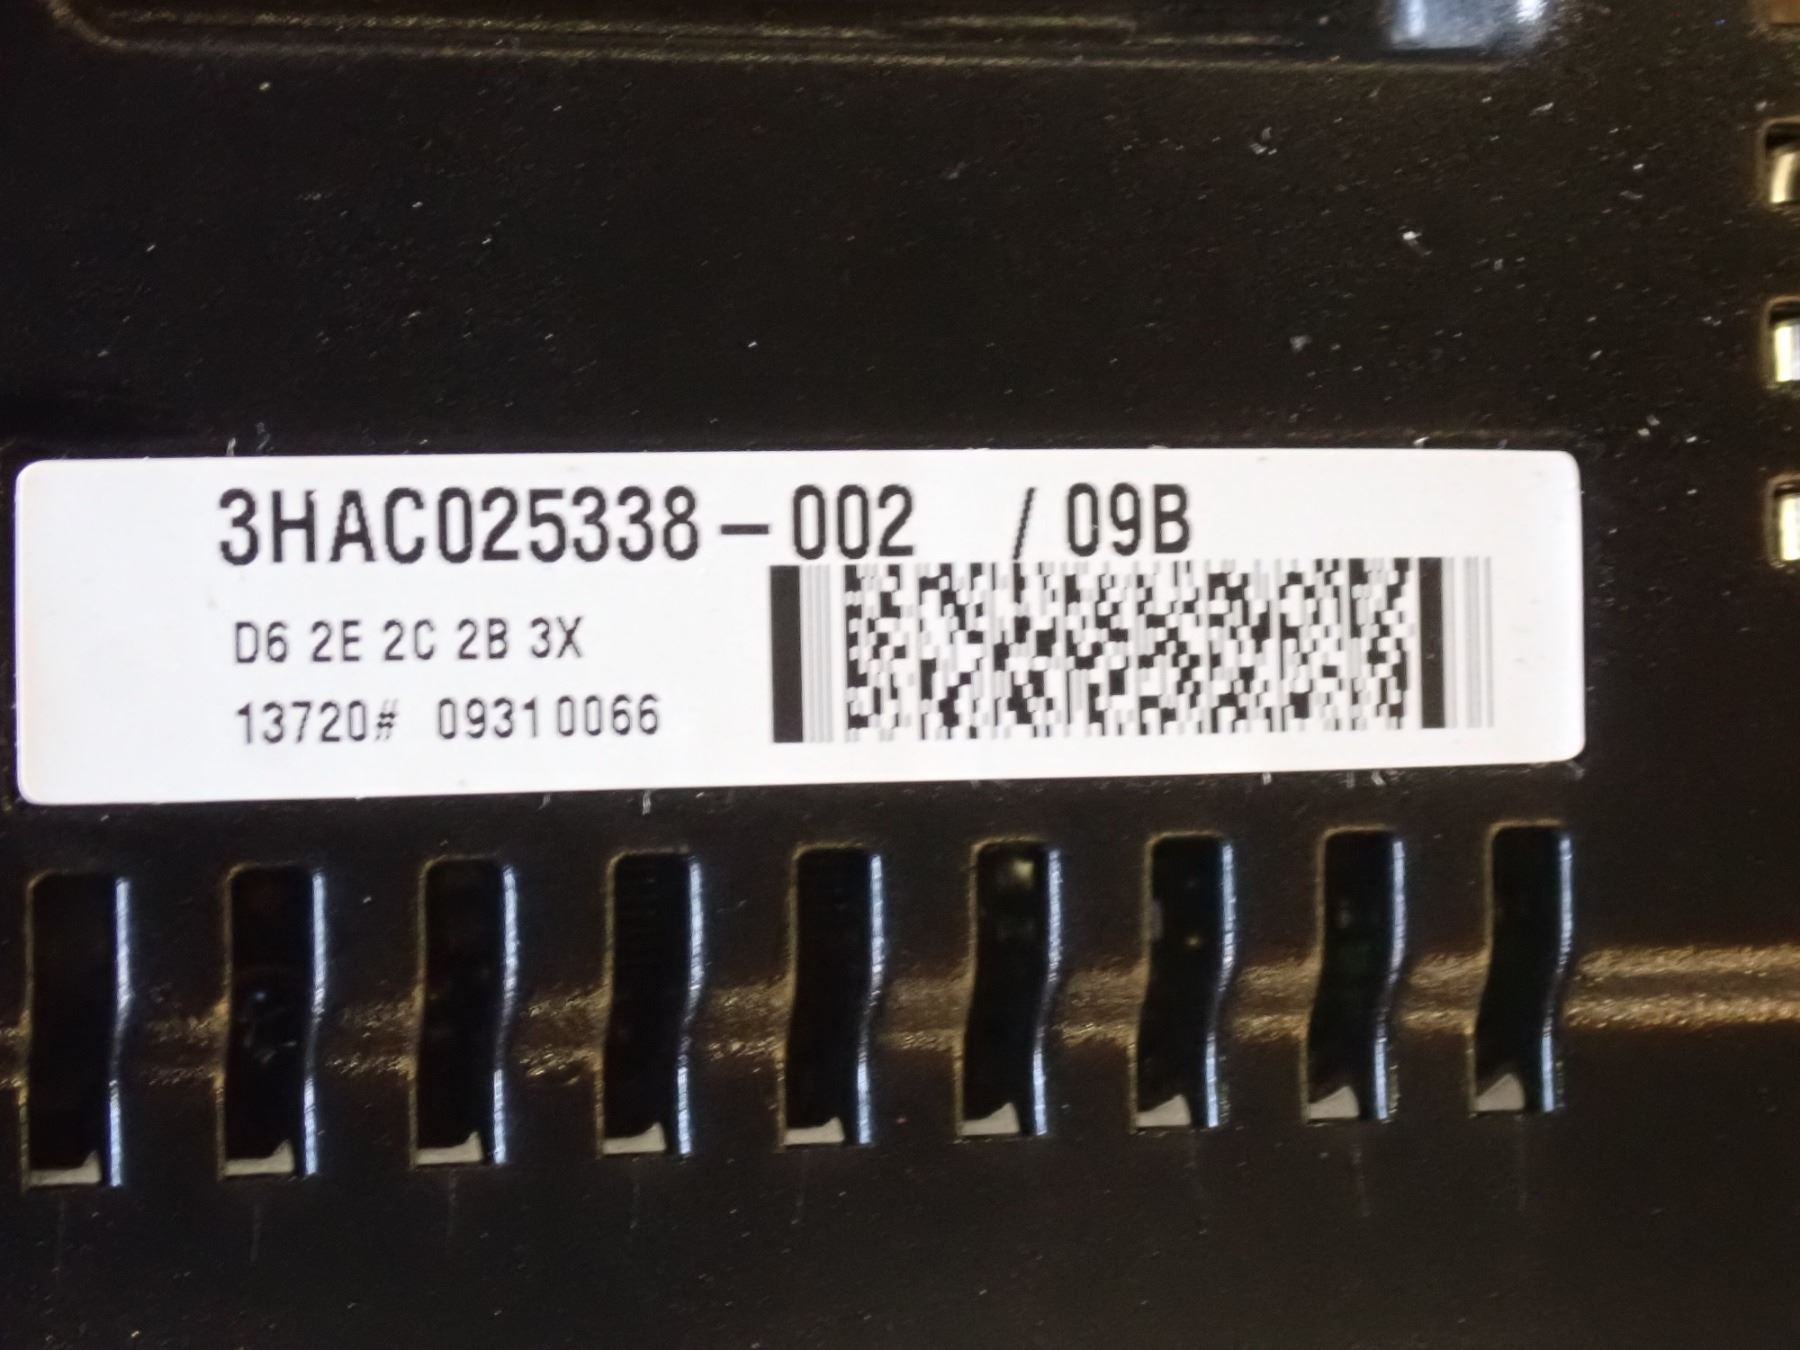 3HAC025338-002 /09B
D6 2E 2C 2B 3X
13720# 09310066